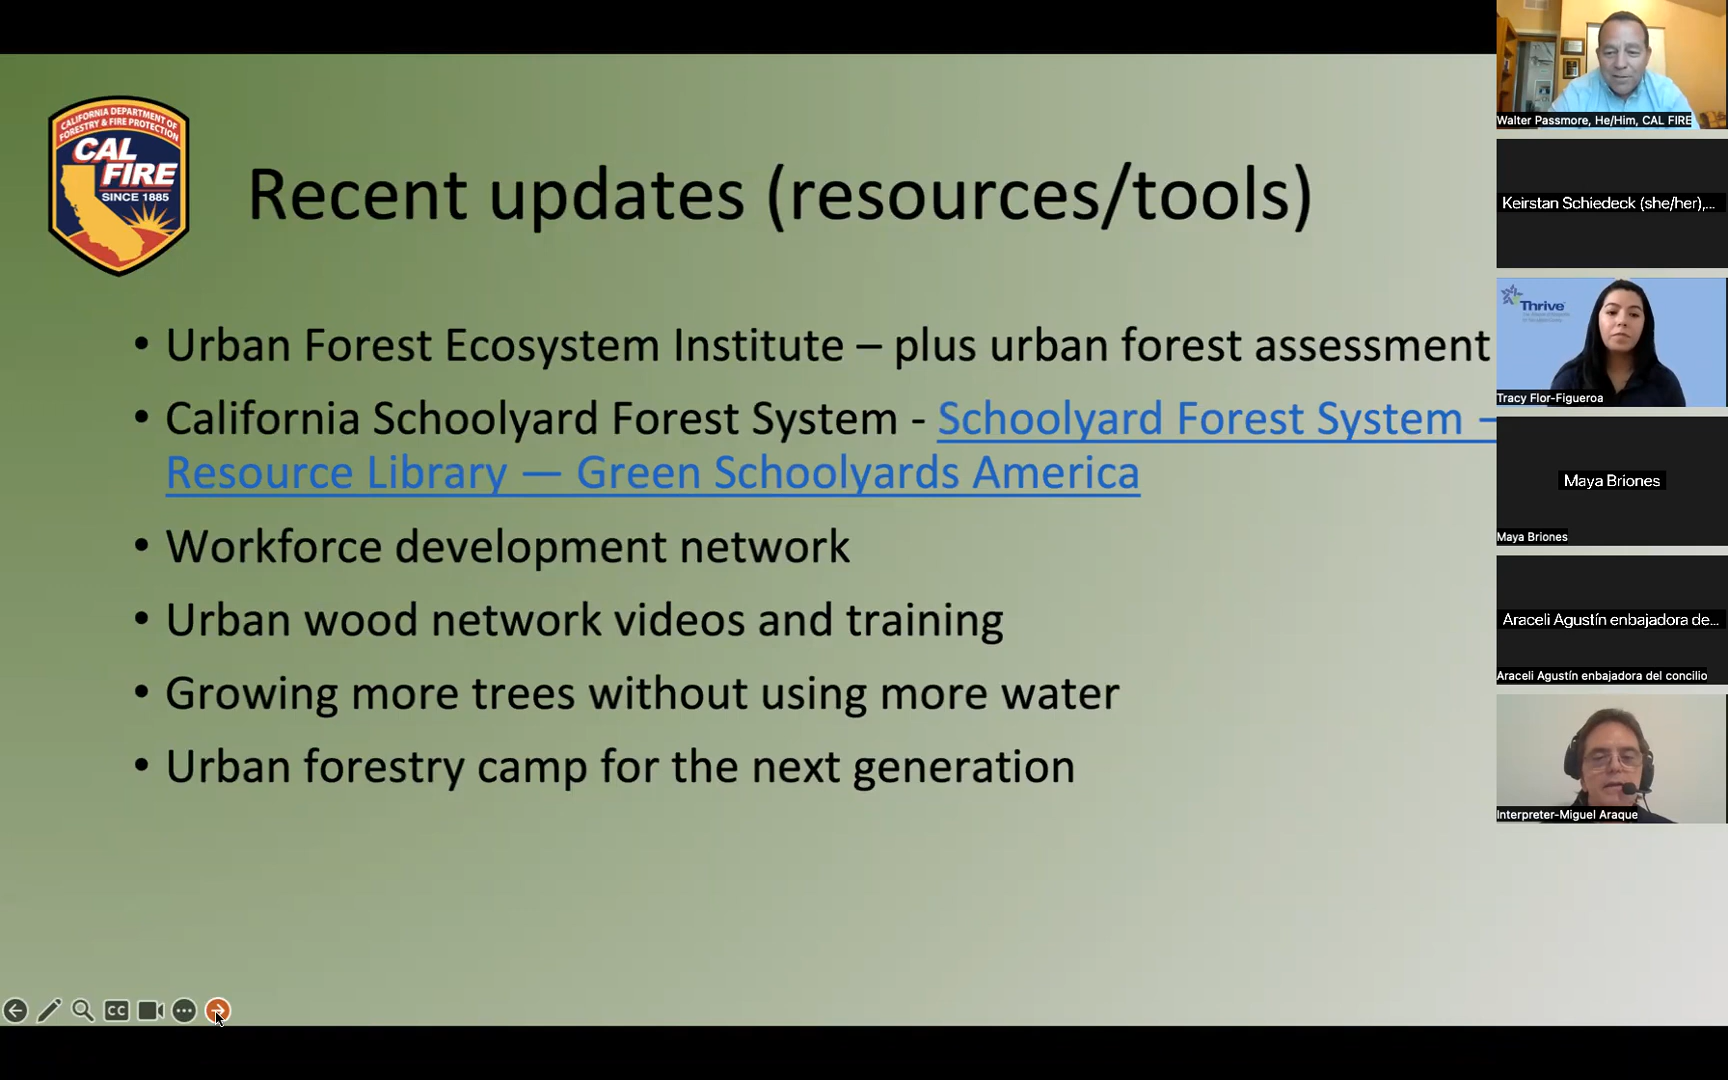 CALIFORNIA DEPARTMENT OF
FORESTRY & FIRE PROTECTION
CAL
FIRE
SINCE 1885
Recent updates (resources/tools)
• Urban Forest Ecosystem Institute – plus urban forest assessment
• California Schoolyard Forest System - Schoolyard Forest System —
Resource Library — Green Schoolyards America
• Workforce development network
• Urban wood network videos and training
• Growing more trees without using more water
• Urban forestry camp for the next generation
CC
Walter Passmore, He/Him, CAL FIRE
Keirstan Schiedeck (she/her),...
Thrive
Tracy Flor-Figueroa
Maya Briones
Maya Briones
Araceli Agustín enbajadora de...
Araceli Agustín enbajadora del concilio
Interpreter-Miguel Araque